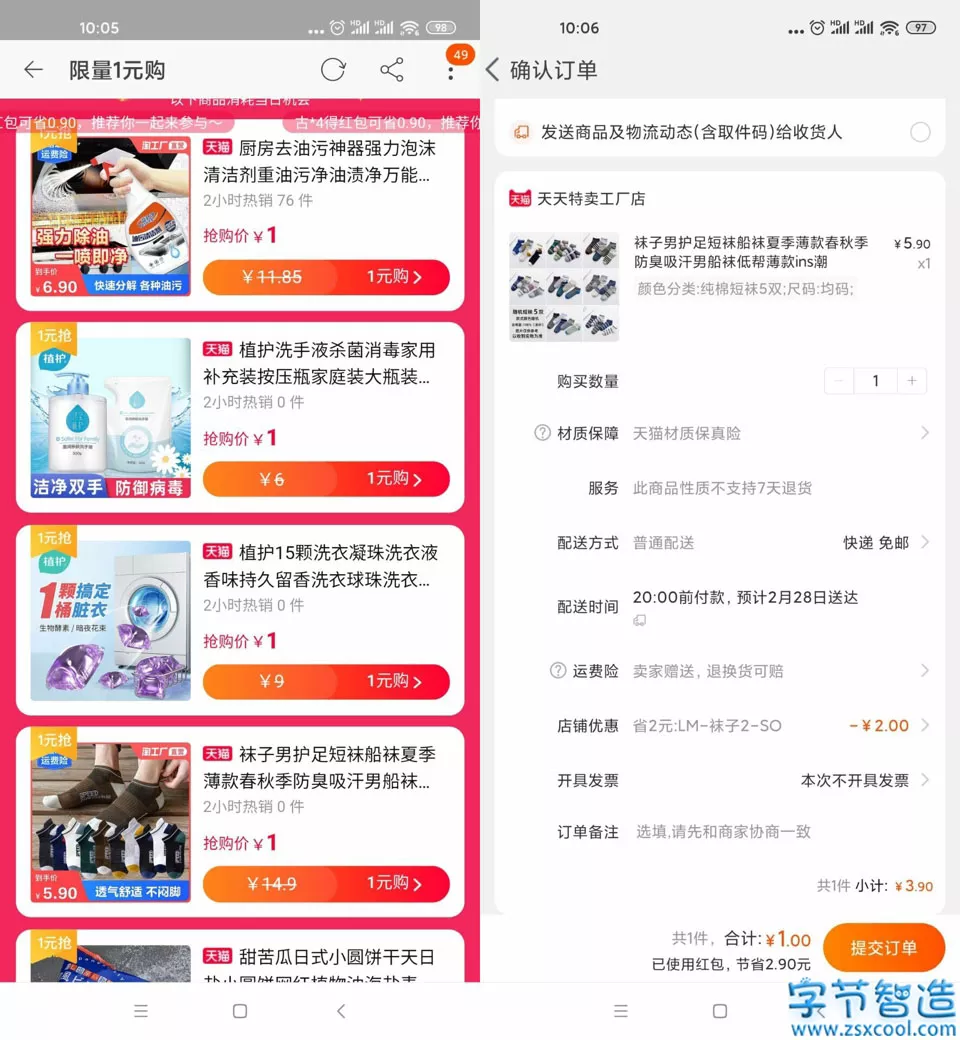 10:05
HD HD 98
限量1元购
49
以下商品消耗当日机会
红包可省0.90，推荐你一起来参与～
古*4得红包可省0.90，推荐你
1元抢
运费险
淘工厂直营
强力除油
一喷即净
到手价
¥6.90
快速分解 各种油污
天猫 厨房去油污神器强力泡沫
清洁剂重油污净油渍净万能...
2小时热销 76 件
抢购价 ¥1
¥11.85 1元购
1元抢
植护
洁净双手 防御病毒
天猫 植护洗手液杀菌消毒家用
补充装按压瓶家庭装大瓶装...
2小时热销 0 件
抢购价 ¥1
¥6 1元购
1元抢
植护
1颗搞定
桶脏衣
生物酵素 / 暗夜花束
天猫 植护15颗洗衣凝珠洗衣液
香味持久留香洗衣球珠洗衣...
2小时热销 0 件
抢购价 ¥1
¥9 1元购
1元抢
运费险
淘工厂直营
到手价
¥5.90
透气舒适 不闷脚
天猫 袜子男护足短袜船袜夏季
薄款春秋季防臭吸汗男船袜...
2小时热销 0 件
抢购价 ¥1
¥14.9 1元购
1元抢
天猫 甜苦瓜日式小圆饼干天日
盐小圆饼网红植物油海盐素
10:06
HD HD 97
确认订单
发送商品及物流动态(含取件码)给收货人
天猫 天天特卖工厂店
袜子男护足短袜船袜夏季薄款春秋季
防臭吸汗男船袜低帮薄款ins潮
¥5.90
x1
颜色分类:纯棉短袜5双;尺码:均码;
随机短袜5双
购买数量 − 1 +
材质保障 天猫材质保真险
服务 此商品性质不支持7天退货
配送方式 普通配送 快递 免邮
配送时间 20:00前付款，预计2月28日送达
运费险 卖家赠送，退换货可赔
店铺优惠 省2元:LM-袜子2-SO -¥2.00
开具发票 本次不开具发票
订单备注 选填,请先和商家协商一致
共1件 小计: ¥3.90
共1件，合计: ¥1.00
已使用红包，节省2.90元
提交订单
字节智造
www.zsxcool.com